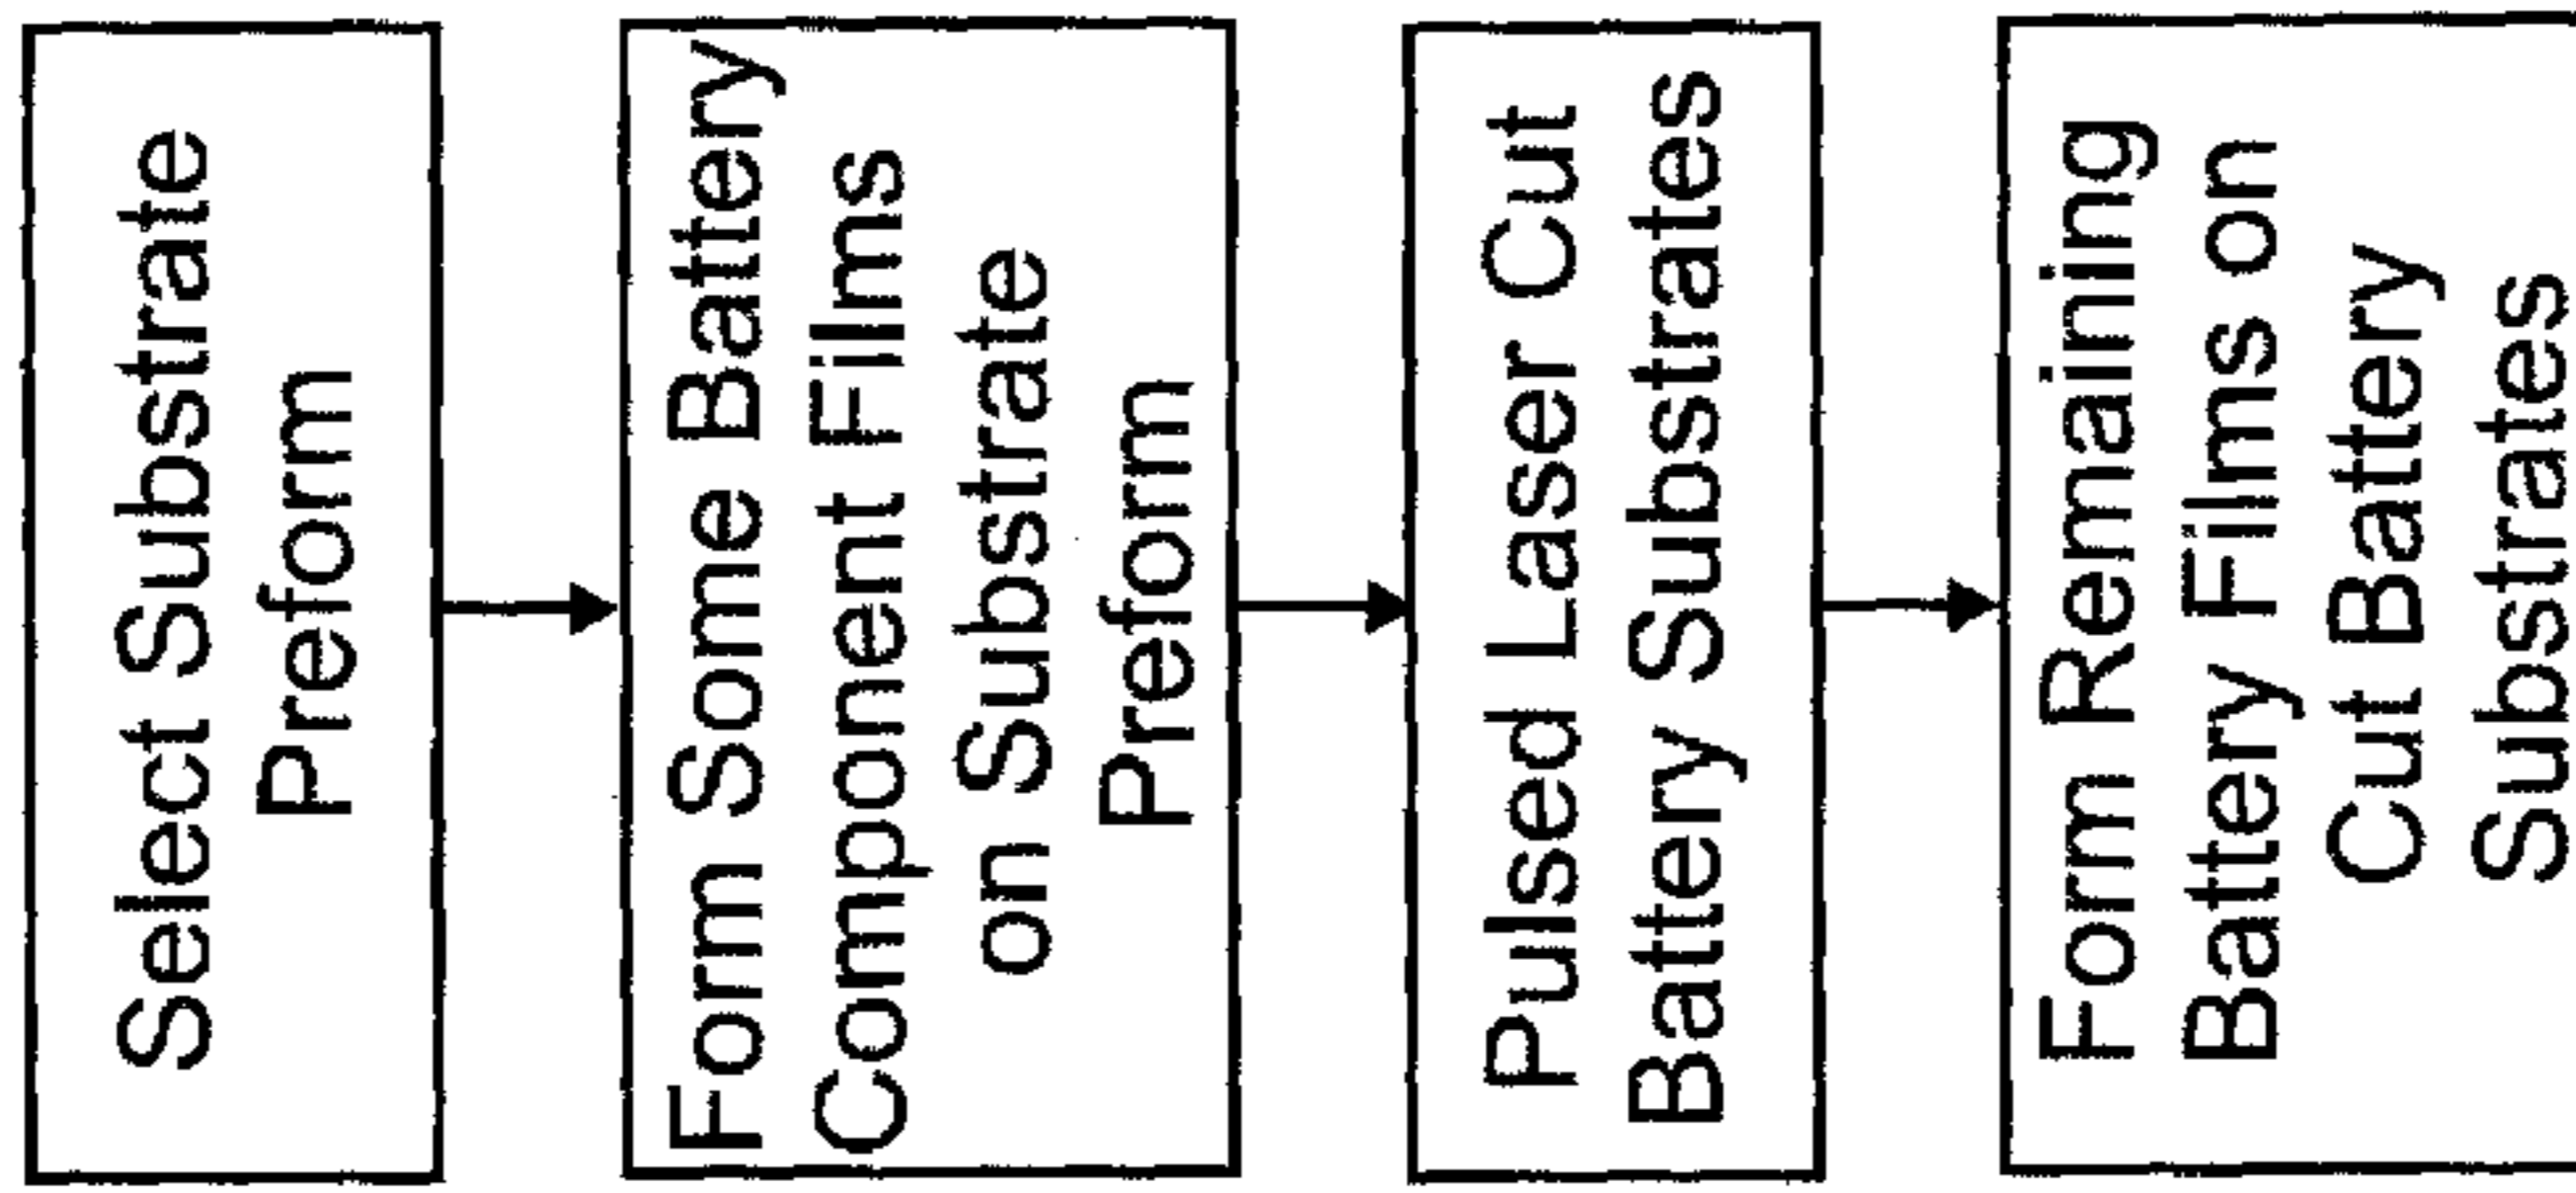 Select Substrate
Preform
Form Some Battery
Component Films
on Substrate
Preform
Pulsed Laser Cut
Battery Substrates
Form Remaining
Battery Films on
Cut Battery
Substrates